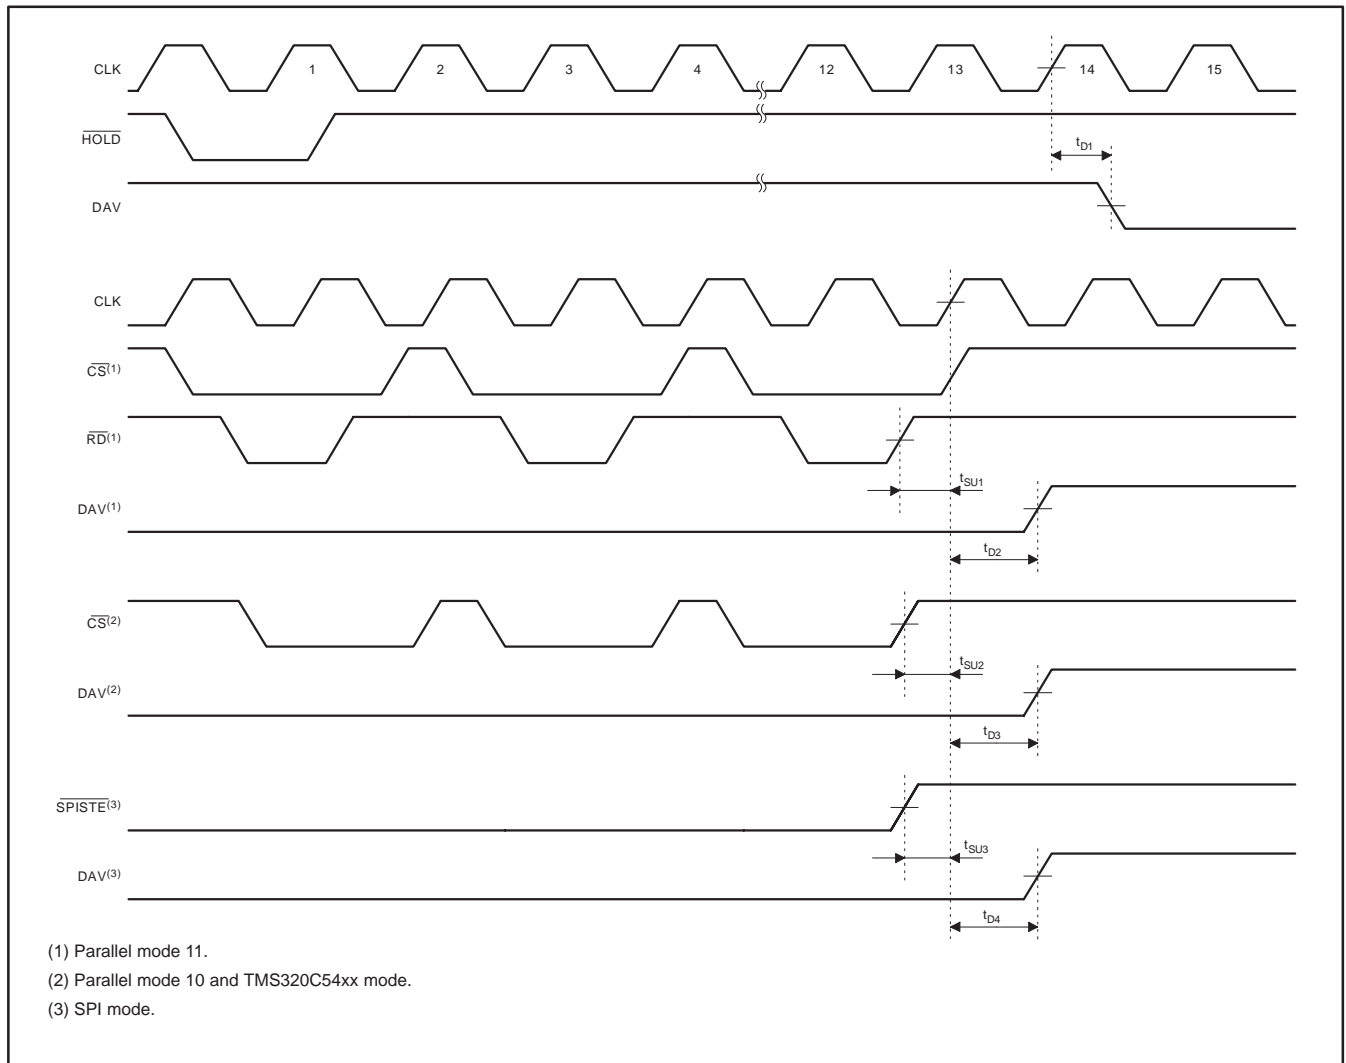 CLK 1 2 3 4 12 13 14 15
HOLD
tD1
DAV
CLK
CS(1)
RD(1)
tSU1
DAV(1)
tD2
CS(2)
tSU2
DAV(2)
tD3
SPISTE(3)
tSU3
DAV(3)
tD4
(1) Parallel mode 11.
(2) Parallel mode 10 and TMS320C54xx mode.
(3) SPI mode.